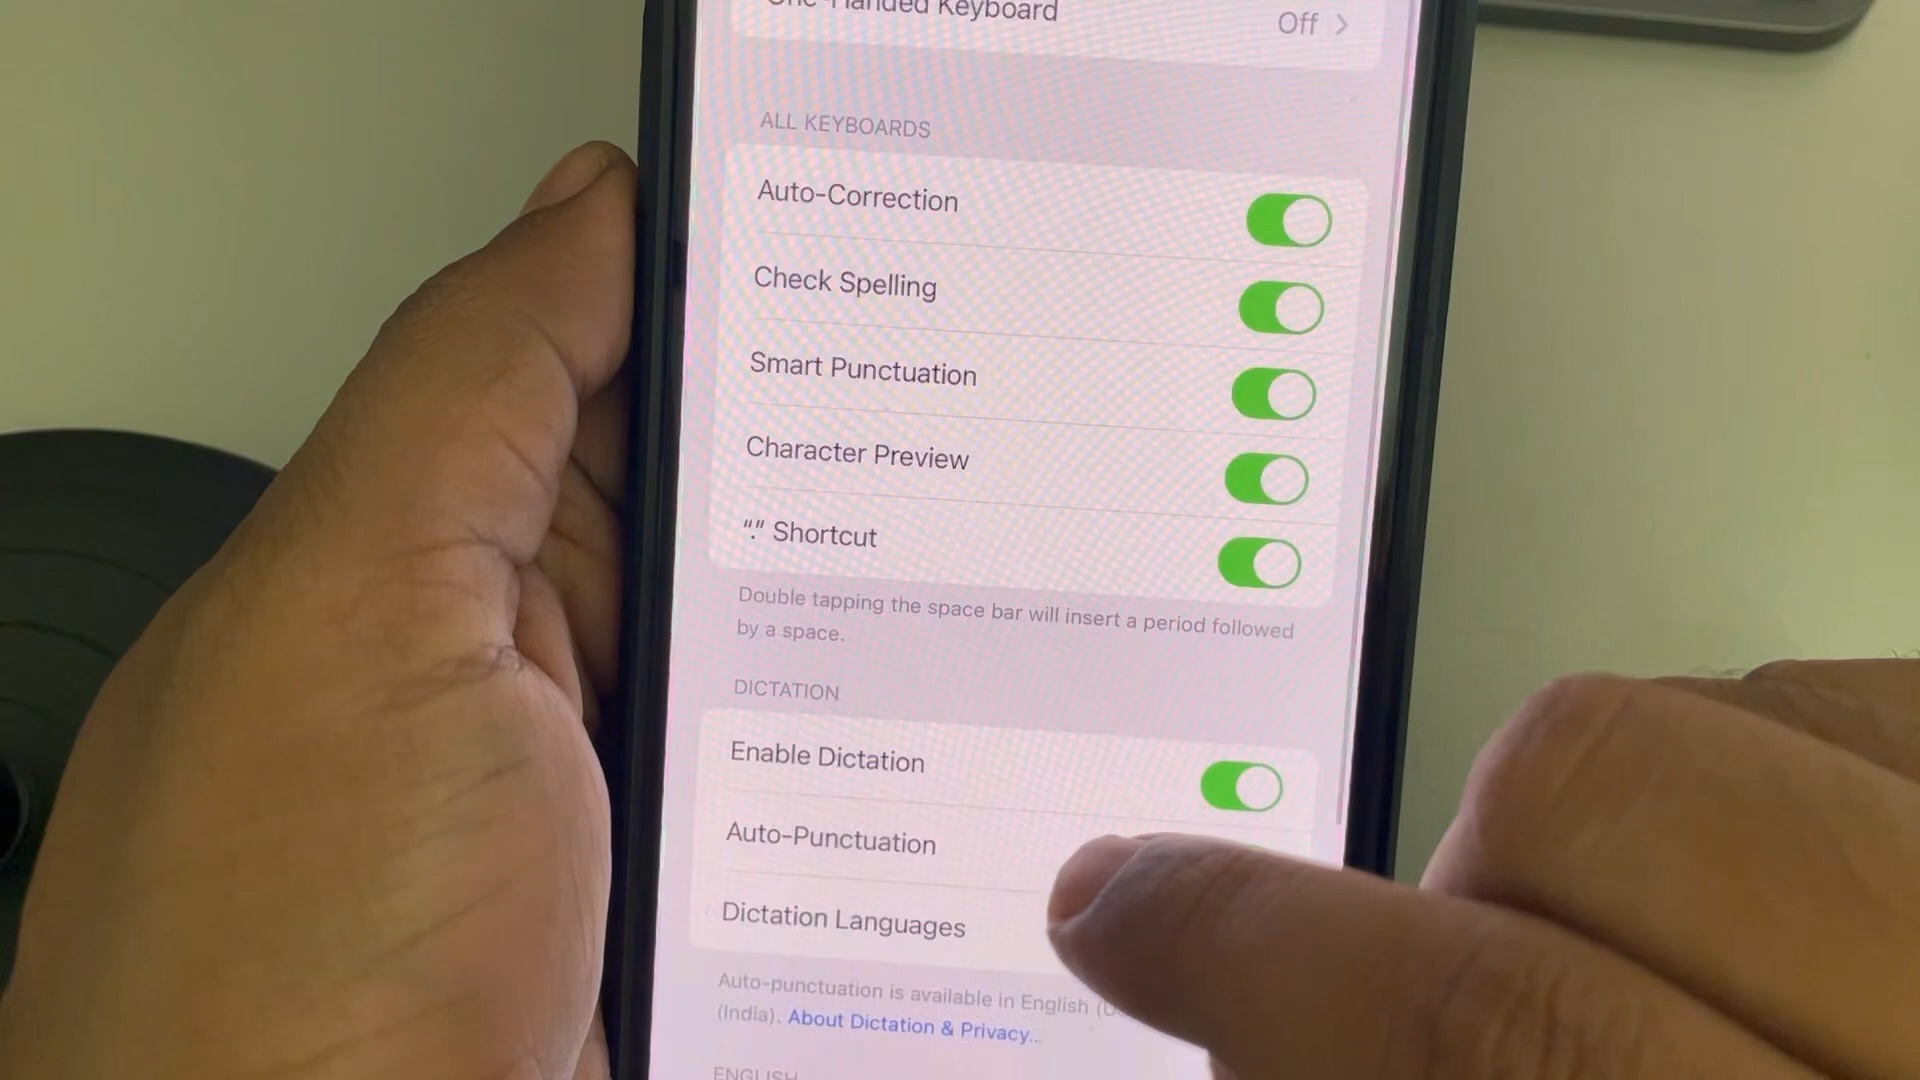 One-Handed Keyboard Off
ALL KEYBOARDS
Auto-Correction
Check Spelling
Smart Punctuation
Character Preview
“.” Shortcut
Double tapping the space bar will insert a period followed
by a space.
DICTATION
Enable Dictation
Auto-Punctuation
Dictation Languages
Auto-punctuation is available in English
(India). About Dictation & Privacy..
ENGLISH